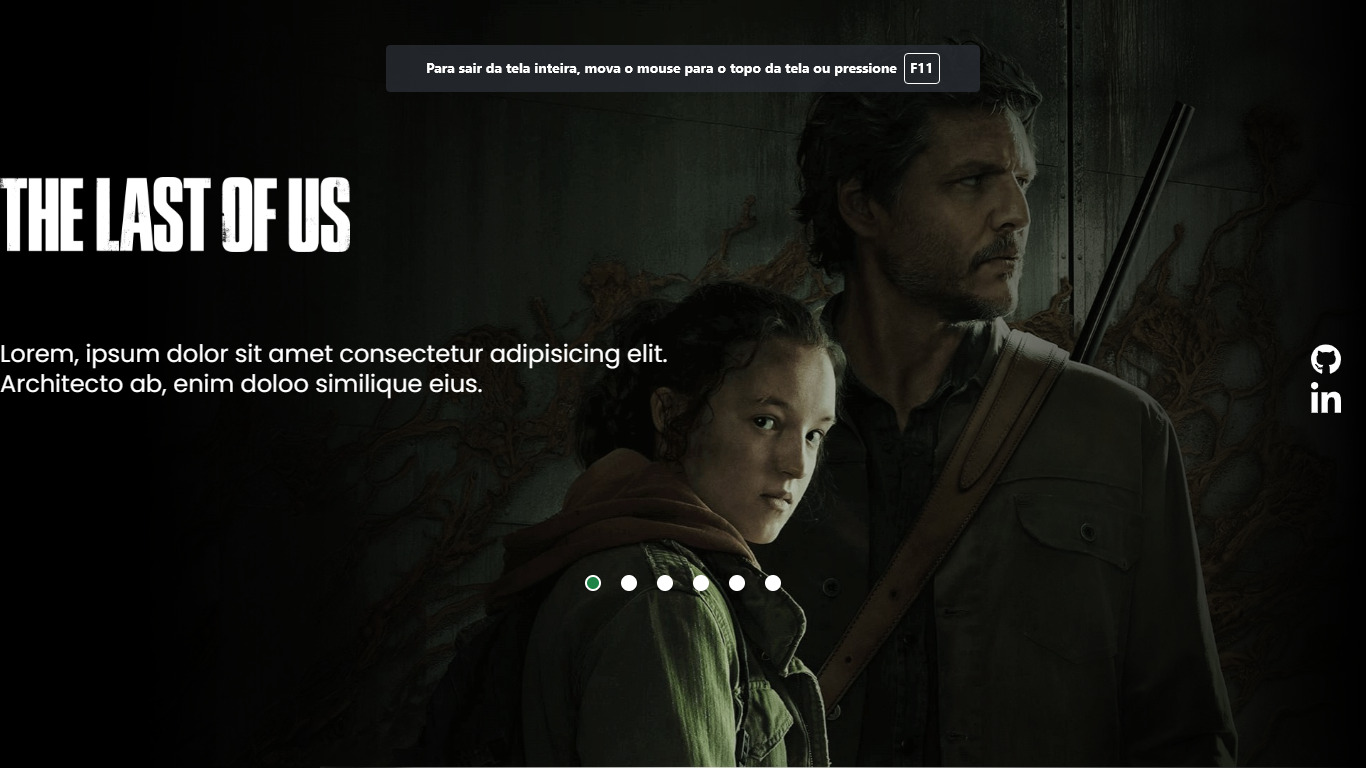 Para sair da tela inteira, mova o mouse para o topo da tela ou pressione F11
THE LAST OF US
Lorem, ipsum dolor sit amet consectetur adipisicing elit.
Architecto ab, enim doloo similique eius.
in